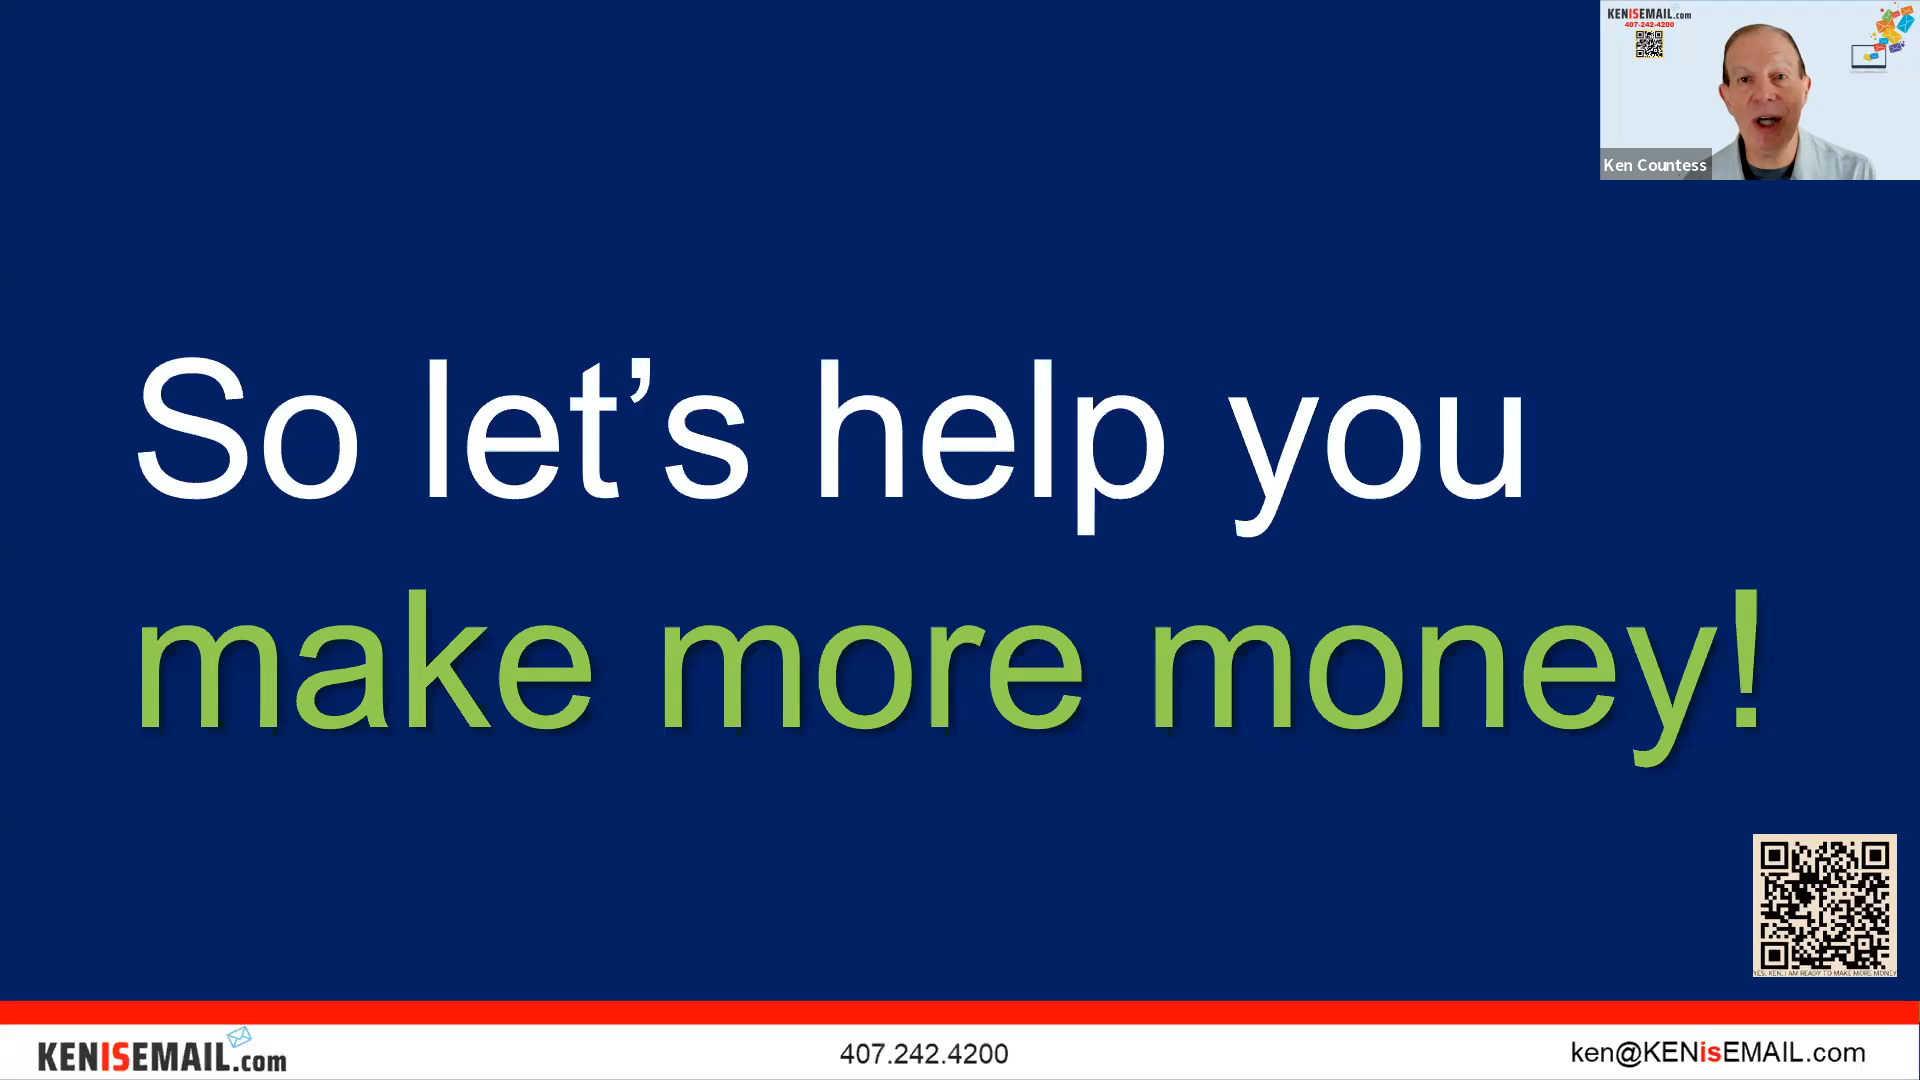 KENISEMAIL.com
407-242-4200
Ken Countess
So let’s help you
make more money!
YES, KEN, I AM READY TO MAKE MORE MONEY
KENISEMAIL.com
407.242.4200
ken@KENisEMAIL.com